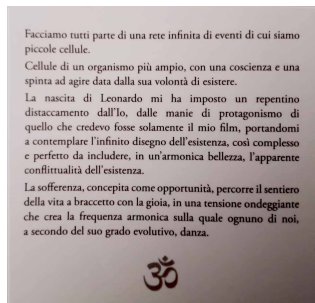 Facciamo tutti parte di una rete infinita di eventi di cui siamo
piccole cellule.
Cellule di un organismo più ampio, con una coscienza e una
spinta ad agire data dalla sua volontà di esistere.
La nascita di Leonardo mi ha imposto un repentino
distaccamento dall'Io, dalle manie di protagonismo di
quello che credevo fosse solamente il mio film, portandomi
a contemplare l'infinito disegno dell'esistenza, così complesso
e perfetto da includere, in un'armonica bellezza, l'apparente
conflittualità dell'esistenza.
La sofferenza, concepita come opportunità, percorre il sentiero
della vita a braccetto con la gioia, in una tensione ondeggiante
che crea la frequenza armonica sulla quale ognuno di noi,
a secondo del suo grado evolutivo, danza.
ॐ